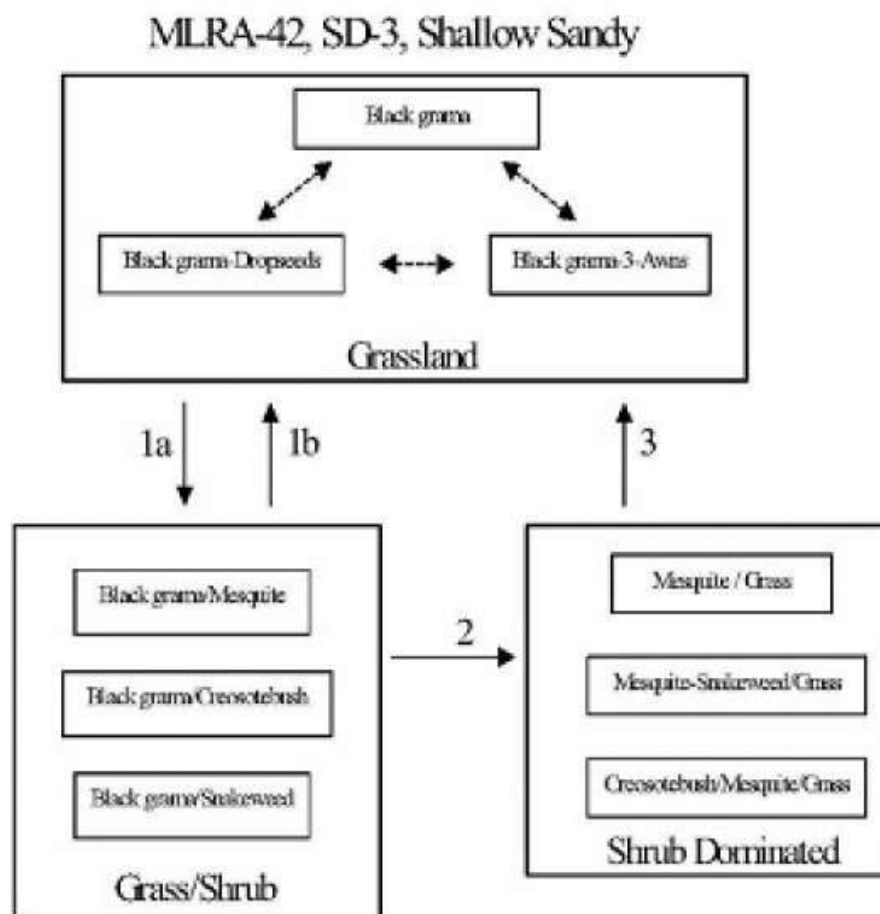 MLRA-42, SD-3, Shallow Sandy
Black grama
Black grama-Dropseeds
Black grama-3-Awns
Grassland
1a
1b
3
Black grama/Mesquite
Black grama/Creosotebush
Black grama/Snakeweed
Grass/Shrub
2
Mesquite / Grass
Mesquite-Snakeweed/Grass
Creosotebush/Mesquite/Grass
Shrub Dominated